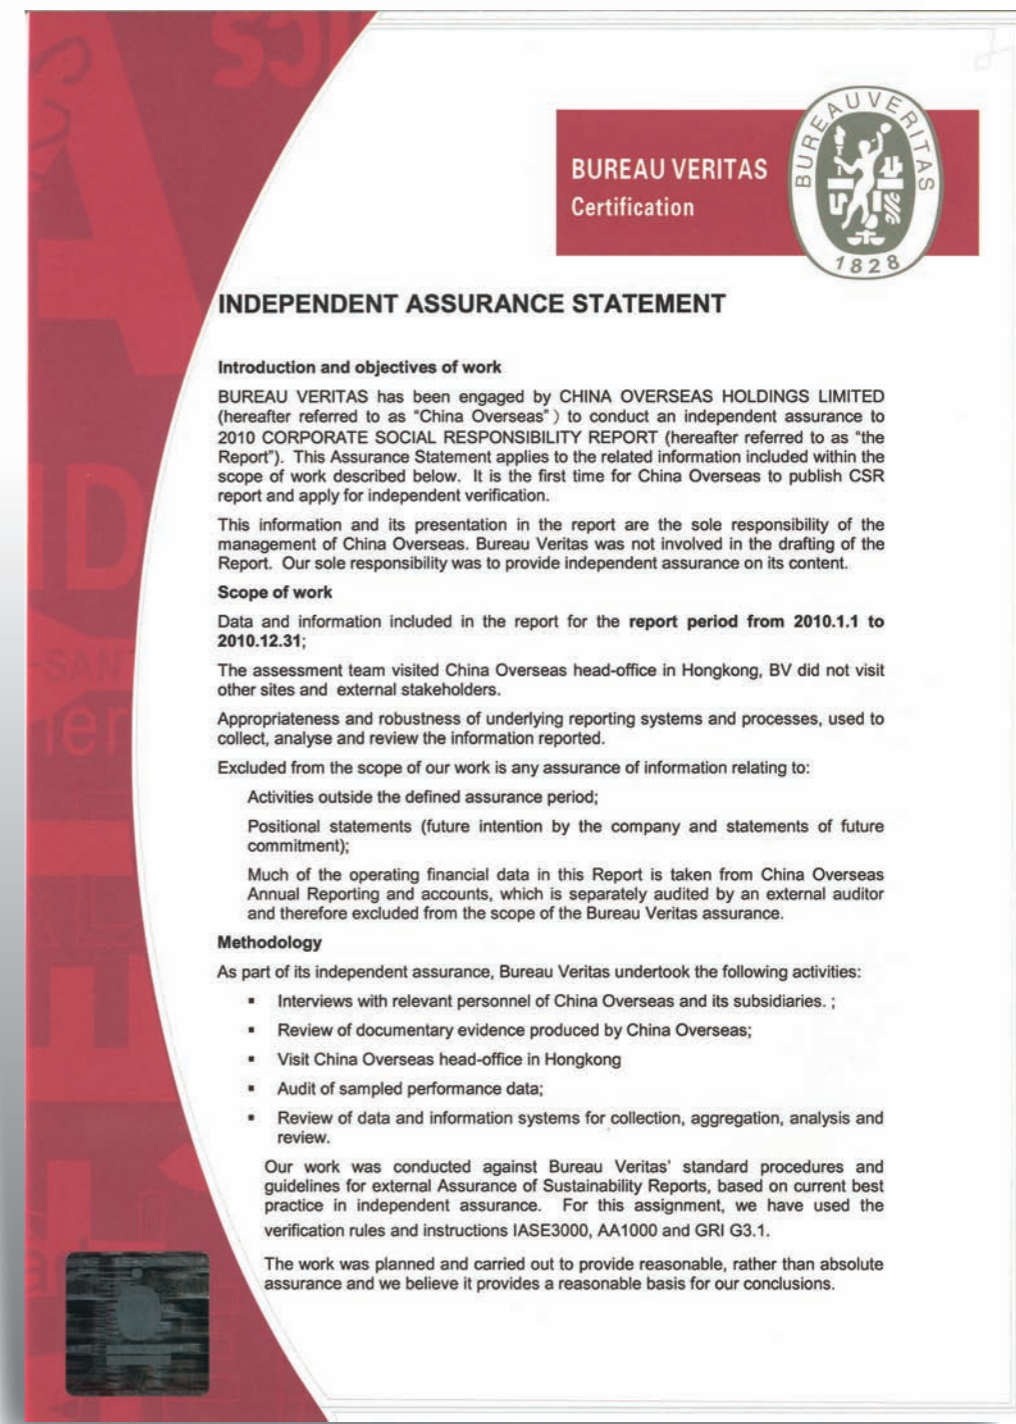 BUREAU VERITAS
Certification
BUREAU VERITAS
1828
INDEPENDENT ASSURANCE STATEMENT
Introduction and objectives of work
BUREAU VERITAS has been engaged by CHINA OVERSEAS HOLDINGS LIMITED
(hereafter referred to as “China Overseas”) to conduct an independent assurance to
2010 CORPORATE SOCIAL RESPONSIBILITY REPORT (hereafter referred to as “the
Report”). This Assurance Statement applies to the related information included within the
scope of work described below. It is the first time for China Overseas to publish CSR
report and apply for independent verification.
This information and its presentation in the report are the sole responsibility of the
management of China Overseas. Bureau Veritas was not involved in the drafting of the
Report. Our sole responsibility was to provide independent assurance on its content.
Scope of work
Data and information included in the report for the report period from 2010.1.1 to
2010.12.31;
The assessment team visited China Overseas head-office in Hongkong, BV did not visit
other sites and external stakeholders.
Appropriateness and robustness of underlying reporting systems and processes, used to
collect, analyse and review the information reported.
Excluded from the scope of our work is any assurance of information relating to:
Activities outside the defined assurance period;
Positional statements (future intention by the company and statements of future
commitment);
Much of the operating financial data in this Report is taken from China Overseas
Annual Reporting and accounts, which is separately audited by an external auditor
and therefore excluded from the scope of the Bureau Veritas assurance.
Methodology
As part of its independent assurance, Bureau Veritas undertook the following activities:
▪ Interviews with relevant personnel of China Overseas and its subsidiaries. ;
▪ Review of documentary evidence produced by China Overseas;
▪ Visit China Overseas head-office in Hongkong
▪ Audit of sampled performance data;
▪ Review of data and information systems for collection, aggregation, analysis and
review.
Our work was conducted against Bureau Veritas’ standard procedures and
guidelines for external Assurance of Sustainability Reports, based on current best
practice in independent assurance. For this assignment, we have used the
verification rules and instructions IASE3000, AA1000 and GRI G3.1.
The work was planned and carried out to provide reasonable, rather than absolute
assurance and we believe it provides a reasonable basis for our conclusions.